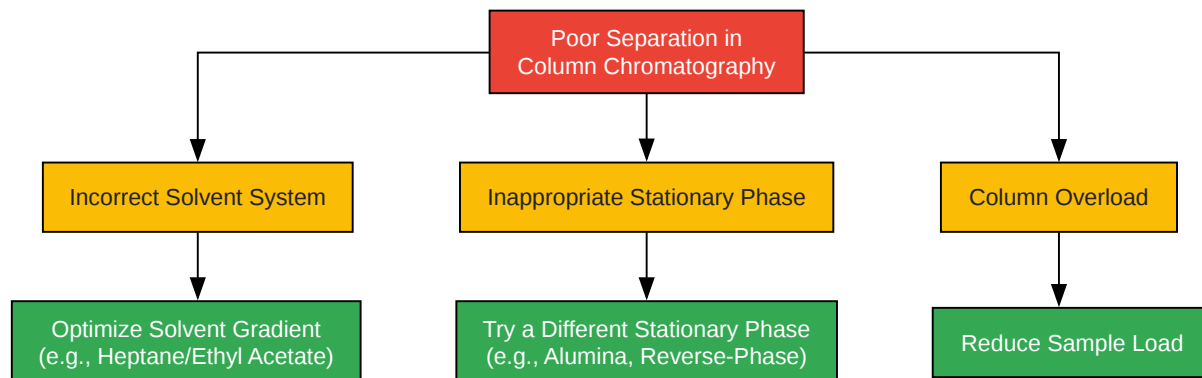 Poor Separation in
Column Chromatography
Incorrect Solvent System
Inappropriate Stationary Phase
Column Overload
Optimize Solvent Gradient
(e.g., Heptane/Ethyl Acetate)
Try a Different Stationary Phase
(e.g., Alumina, Reverse-Phase)
Reduce Sample Load